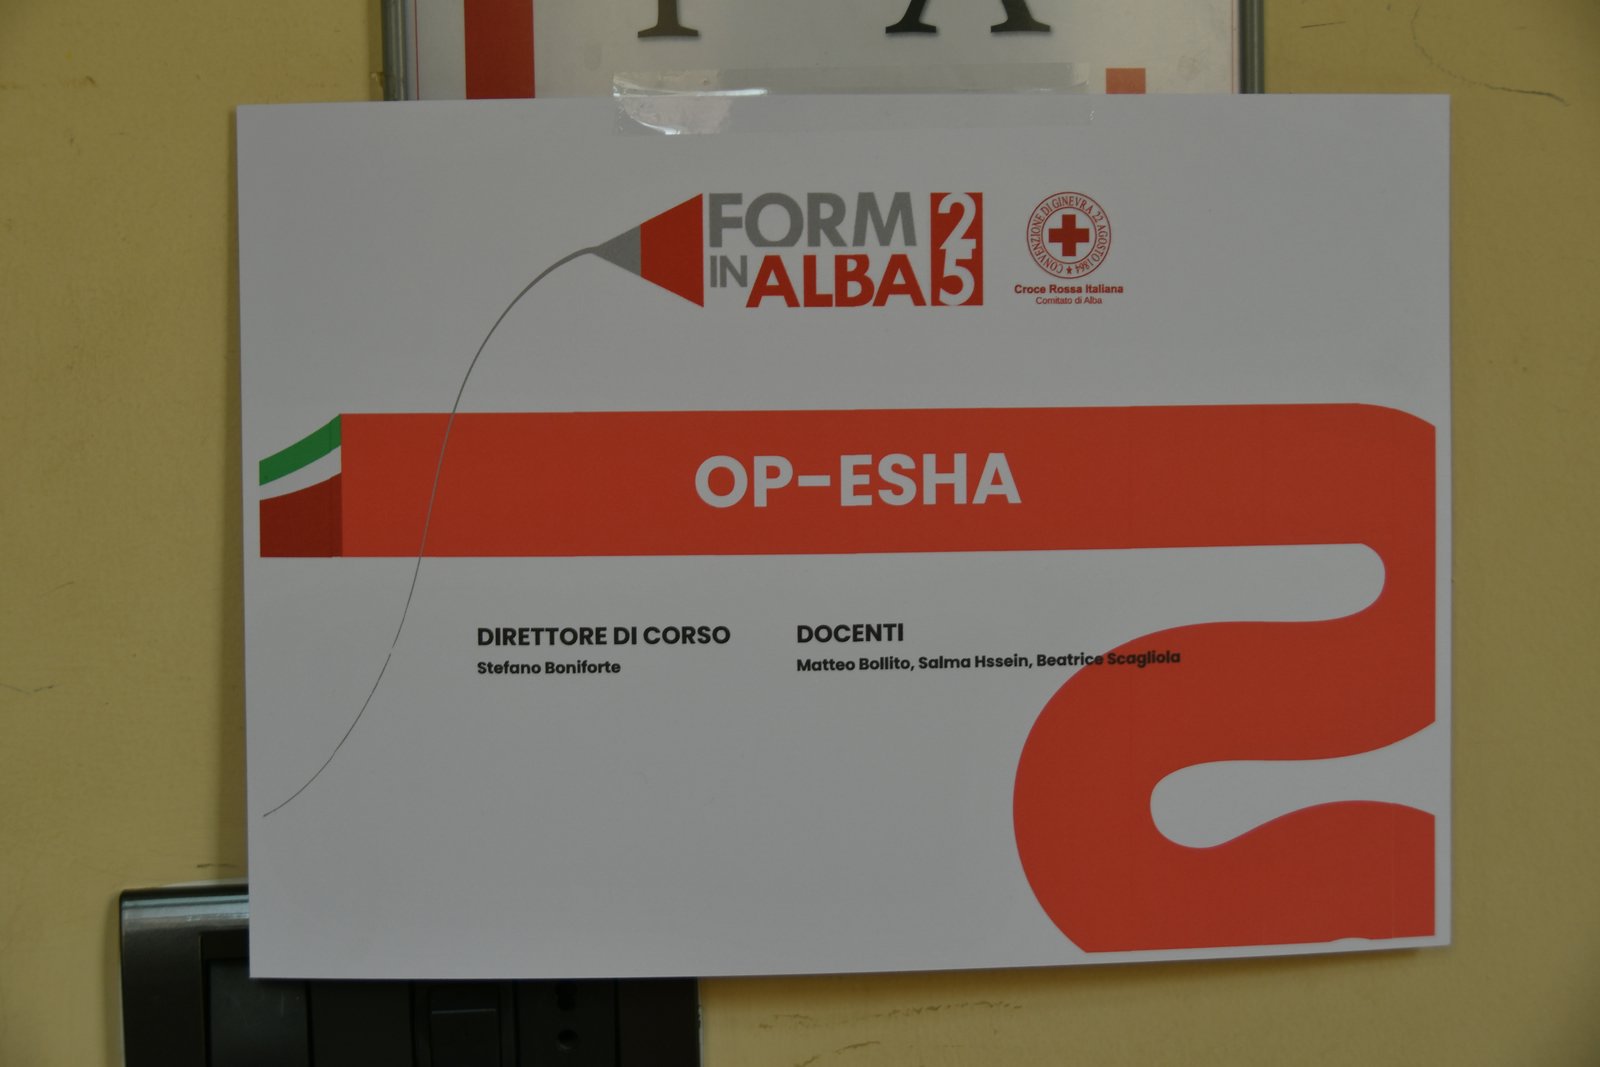 FORM
IN ALBA
25
CONVENZIONE DI GINEVRA 22 AGOSTO 1864
Croce Rossa Italiana
Comitato di Alba
OP-ESHA
DIRETTORE DI CORSO
Stefano Boniforte
DOCENTI
Matteo Bollito, Salma Hssein, Beatrice Scagliola